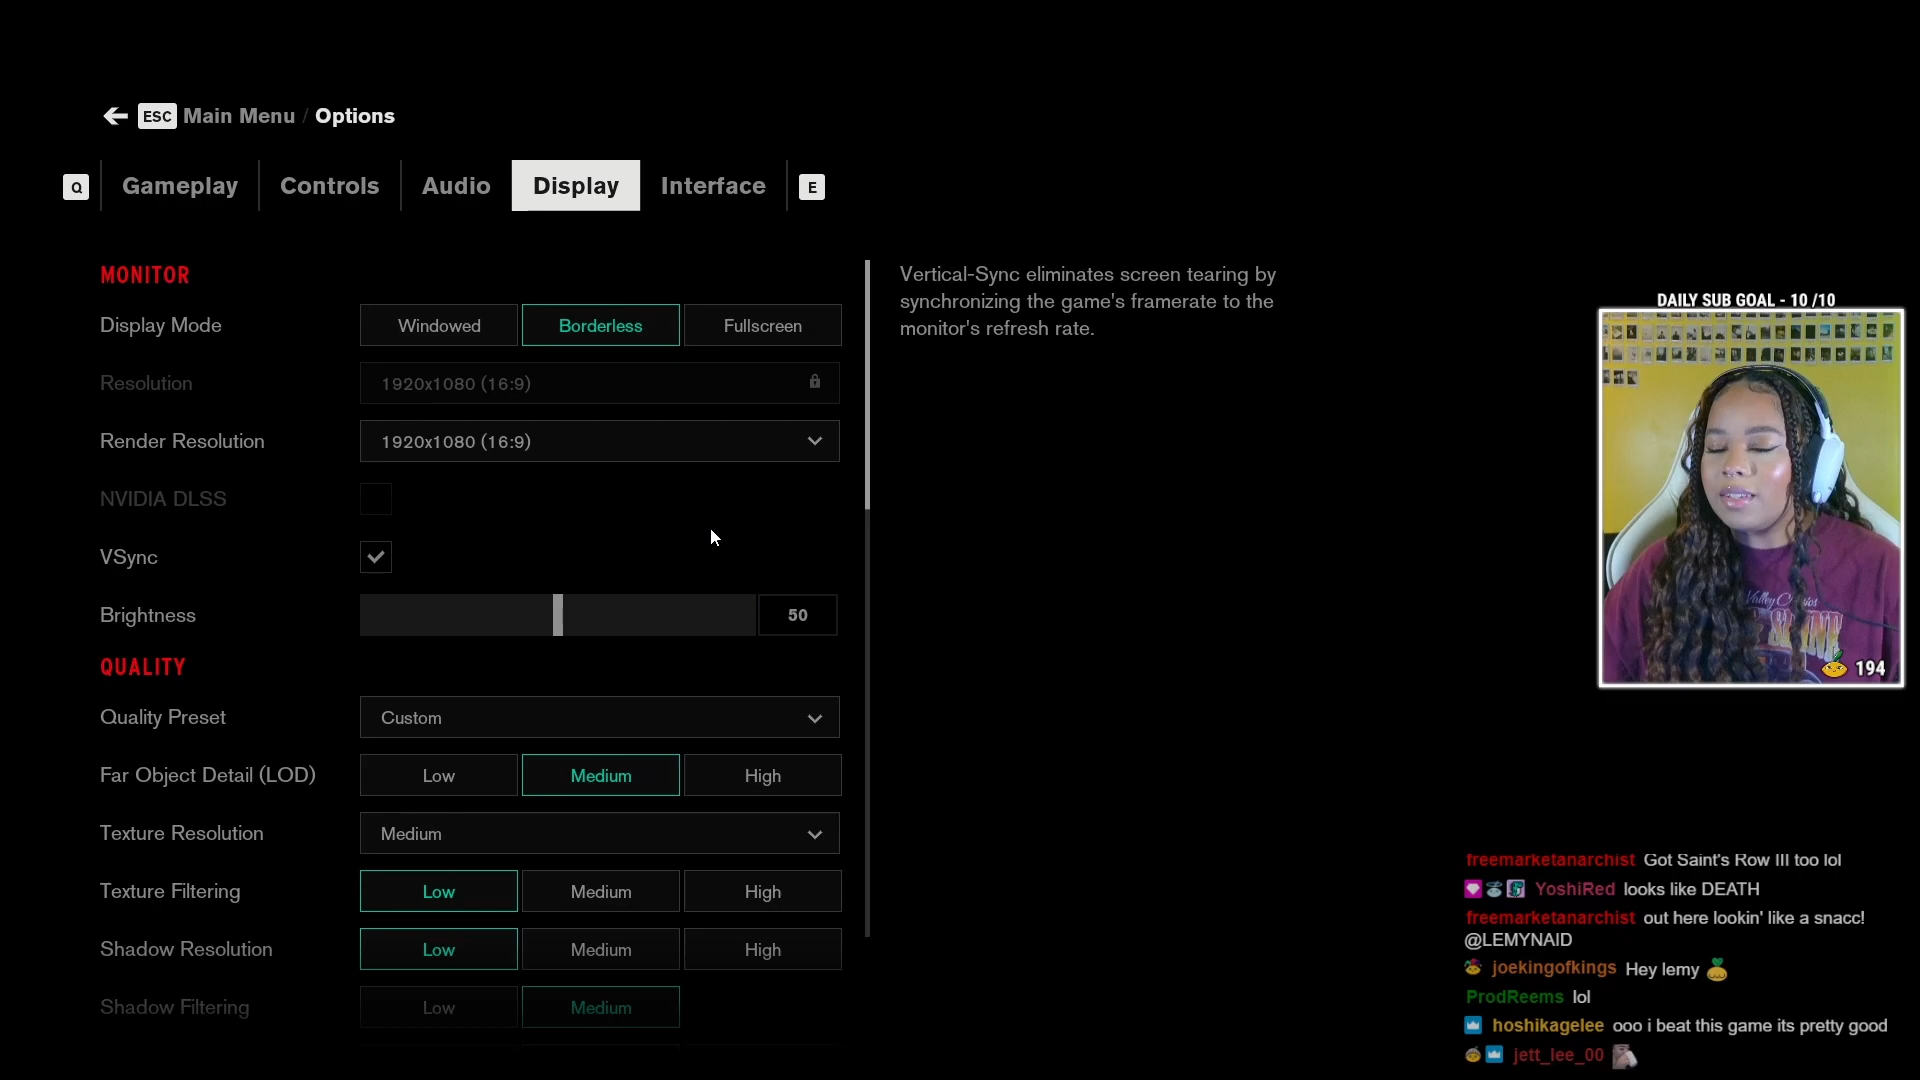 ESC Main Menu / Options
Q Gameplay Controls Audio Display Interface E
MONITOR
Display Mode Windowed Borderless Fullscreen
Resolution 1920x1080 (16:9)
Render Resolution 1920x1080 (16:9)
NVIDIA DLSS
VSync
Brightness 50
QUALITY
Quality Preset Custom
Far Object Detail (LOD) Low Medium High
Texture Resolution Medium
Texture Filtering Low Medium High
Shadow Resolution Low Medium High
Shadow Filtering Low Medium
Vertical-Sync eliminates screen tearing by
synchronizing the game's framerate to the
monitor's refresh rate.
DAILY SUB GOAL - 10 /10
194
freemarketanarchist Got Saint's Row III too lol
YoshiRed looks like DEATH
freemarketanarchist out here lookin' like a snacc!
@LEMYNAID
joekingofkings Hey lemy
ProdReems lol
hoshikagelee ooo i beat this game its pretty good
jett_lee_00